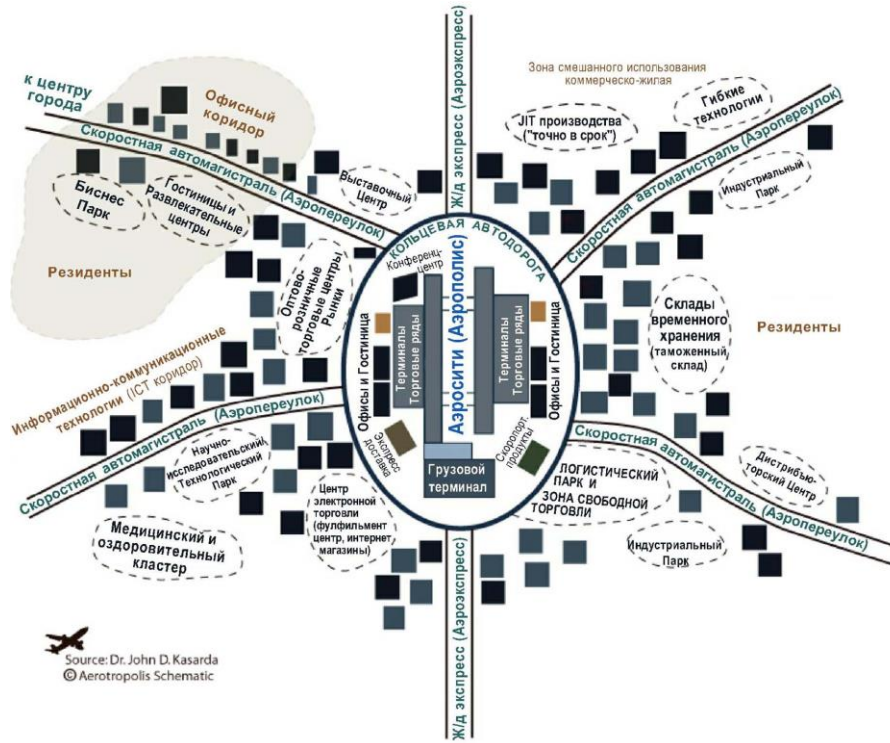 Зона смешанного использования
коммерческо-жилая
к центру
города
Офисный
коридор
Скоростная автомагистраль (Аэропереулок)
Бизнес
Парк
Гостиницы и
Развлекательные
центры
Выставочный
Центр
Резиденты
Ж/д экспресс (Аэроэкспресс)
JIT производства
("точно в срок")
Гибкие
технологии
Скоростная автомагистраль (Аэропереулок)
Индустриальный
Парк
КОЛЬЦЕВАЯ АВТОДОРОГА
Конференц-
центр
Аэросити (Аэрополис)
Офисы и Гостиница
Терминалы
Торговые ряды
Терминалы
Торговые ряды
Офисы и Гостиница
Экспресс
доставка
Скоропорт.
продукты
Грузовой
терминал
Оптово-
розничные
торговые центры,
Рынки
Склады
временного
хранения
(таможенный
склад)
Резиденты
Информационно-коммуникационные
технологии (ICT коридор)
Скоростная автомагистраль (Аэропереулок)
Научно-
исследовательский/
Технологический
Парк
Медицинский и
оздоровительный
кластер
Центр
электронной
торговли
(фулфильмент
центр, интернет
магазины)
ЛОГИСТИЧЕСКИЙ
ПАРК И
ЗОНА СВОБОДНОЙ
ТОРГОВЛИ
Скоростная автомагистраль (Аэропереулок)
Дистрибью-
торский Центр
Индустриальный
Парк
Ж/д экспресс (Аэроэкспресс)
Source: Dr. John D. Kasarda
© Aerotropolis Schematic